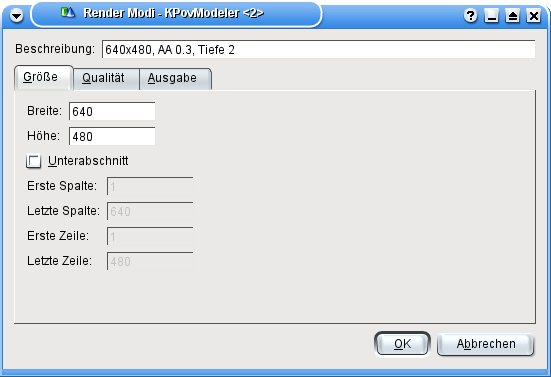 Render Modi - KPovModeler <2>
Beschreibung: 640x480, AA 0.3, Tiefe 2
Größe Qualität Ausgabe
Breite: 640
Höhe: 480
Unterabschnitt
Erste Spalte: 1
Letzte Spalte: 640
Erste Zeile: 1
Letzte Zeile: 480
OK Abbrechen